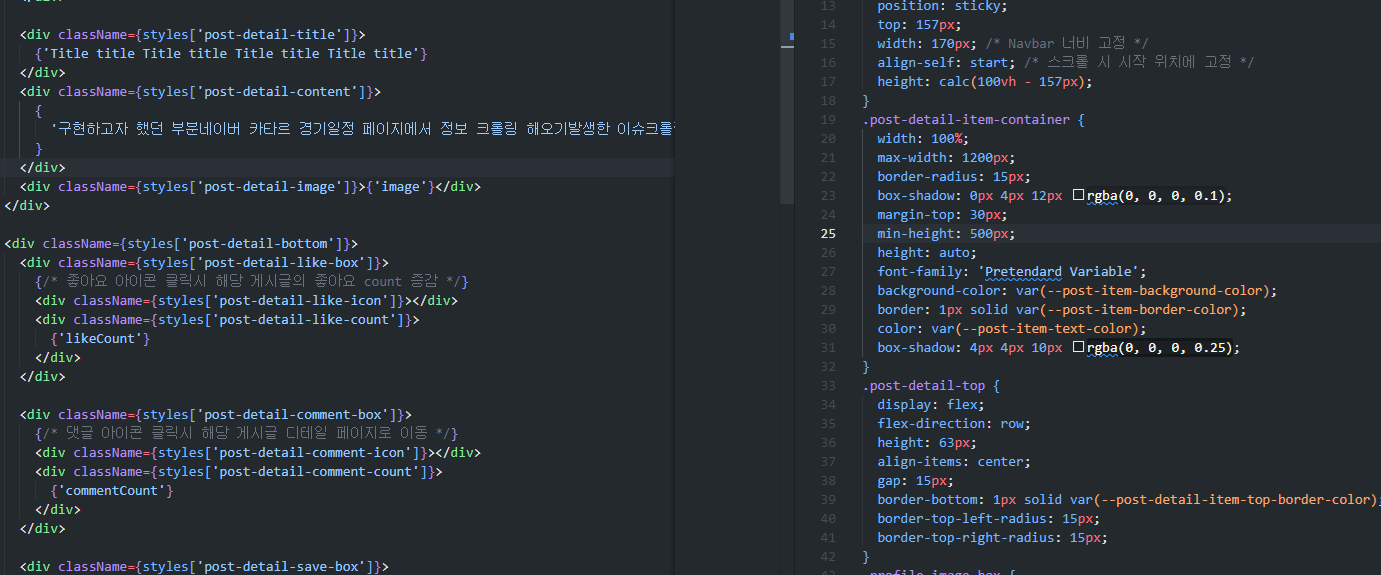 </div>
<div className={styles['post-detail-title']}>
{'Title title Title title Title title Title title'}
</div>
<div className={styles['post-detail-content']}>
{
'구현하고자 했던 부분네이버 카타르 경기일정 페이지에서 정보 크롤링 해오기발생한 이슈크롤
}
</div>
<div className={styles['post-detail-image']}>{'image'}</div>
</div>
<div className={styles['post-detail-bottom']}>
<div className={styles['post-detail-like-box']}>
{/* 좋아요 아이콘 클릭시 해당 게시글의 좋아요 count 증감 */}
<div className={styles['post-detail-like-icon']}></div>
<div className={styles['post-detail-like-count']}>
{'likeCount'}
</div>
</div>
<div className={styles['post-detail-comment-box']}>
{/* 댓글 아이콘 클릭시 해당 게시글 디테일 페이지로 이동 */}
<div className={styles['post-detail-comment-icon']}></div>
<div className={styles['post-detail-comment-count']}>
{'commentCount'}
</div>
</div>
<div className={styles['post-detail-save-box']}>
13 position: sticky;
14 top: 157px;
15 width: 170px; /* Navbar 너비 고정 */
16 align-self: start; /* 스크롤 시 시작 위치에 고정 */
17 height: calc(100vh - 157px);
18 }
19 .post-detail-item-container {
20 width: 100%;
21 max-width: 1200px;
22 border-radius: 15px;
23 box-shadow: 0px 4px 12px rgba(0, 0, 0, 0.1);
24 margin-top: 30px;
25 min-height: 500px;
26 height: auto;
27 font-family: 'Pretendard Variable';
28 background-color: var(--post-item-background-color);
29 border: 1px solid var(--post-item-border-color);
30 color: var(--post-item-text-color);
31 box-shadow: 4px 4px 10px rgba(0, 0, 0, 0.25);
32 }
33 .post-detail-top {
34 display: flex;
35 flex-direction: row;
36 height: 63px;
37 align-items: center;
38 gap: 15px;
39 border-bottom: 1px solid var(--post-detail-item-top-border-color);
40 border-top-left-radius: 15px;
41 border-top-right-radius: 15px;
42 }
.profile-image-box {